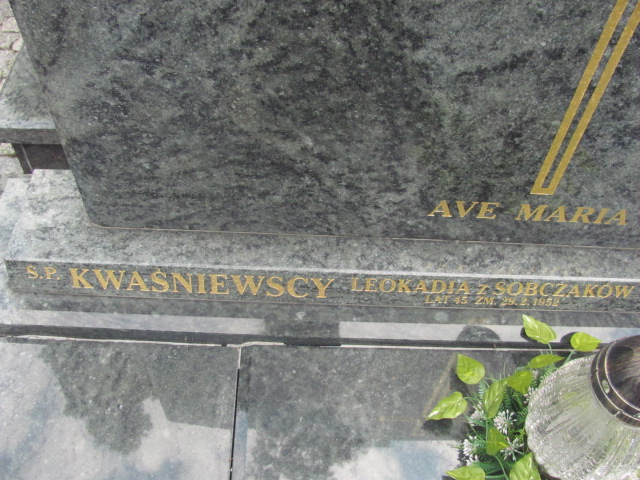 AVE MARIA
Ś.P. KWAŚNIEWSCY LEOKADIA z SOBCZAKÓW
LAT 45 ZM. 29.2.1952